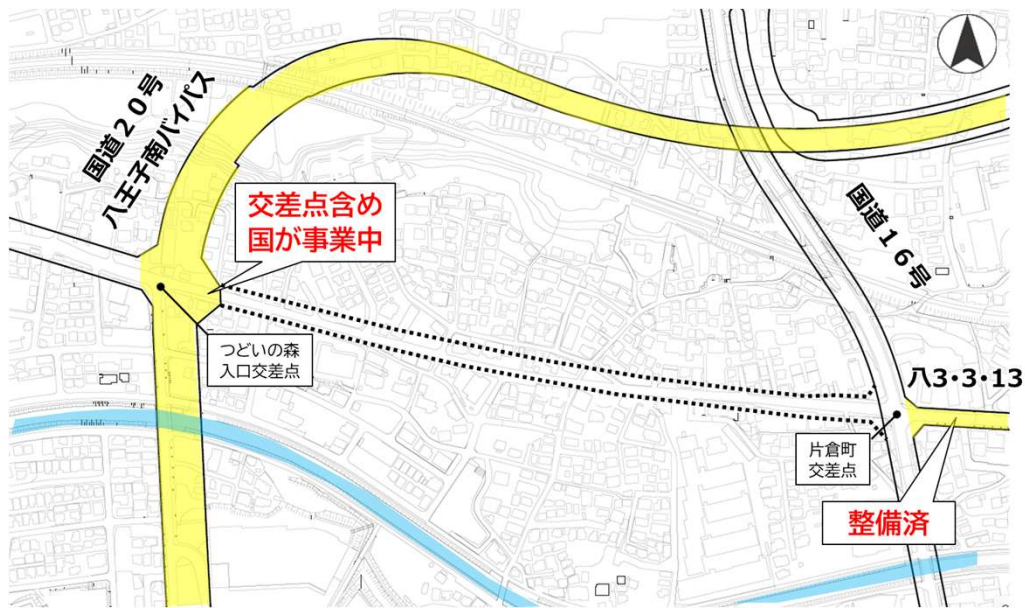 国道２０号
八王子南バイパス
交差点含め
国が事業中
国道１６号
つどいの森
入口交差点
八3・3・13
片倉町
交差点
整備済